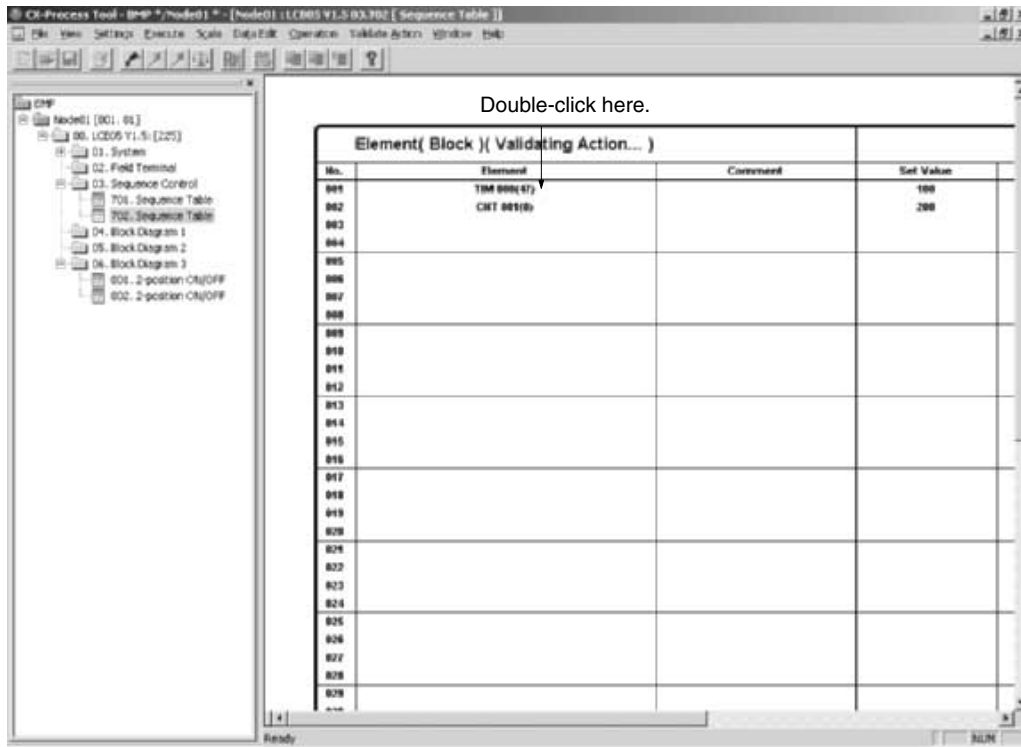 CX-Process Tool - BMP */Node01 * - [Node01 : LCB05 V1.5 03.702 [ Sequence Table ]]
File View Settings Execute Scale Data Edit Operation Validate Action Window Help
BMP
Node01 [001. 01]
00. LCB05 V1.5: [225]
01. System
02. Field Terminal
03. Sequence Control
701. Sequence Table
702. Sequence Table
04. Block Diagram 1
05. Block Diagram 2
06. Block Diagram 3
001. 2-position ON/OFF
002. 2-position ON/OFF
Double-click here.
Element( Block )( Validating Action... )
No. Element Comment Set Value
001 TIM 000(47) 100
002 CNT 001(0) 200
003
004
005
006
007
008
009
010
011
012
013
014
015
016
017
018
019
020
021
022
023
024
025
026
027
028
029
Ready NUM